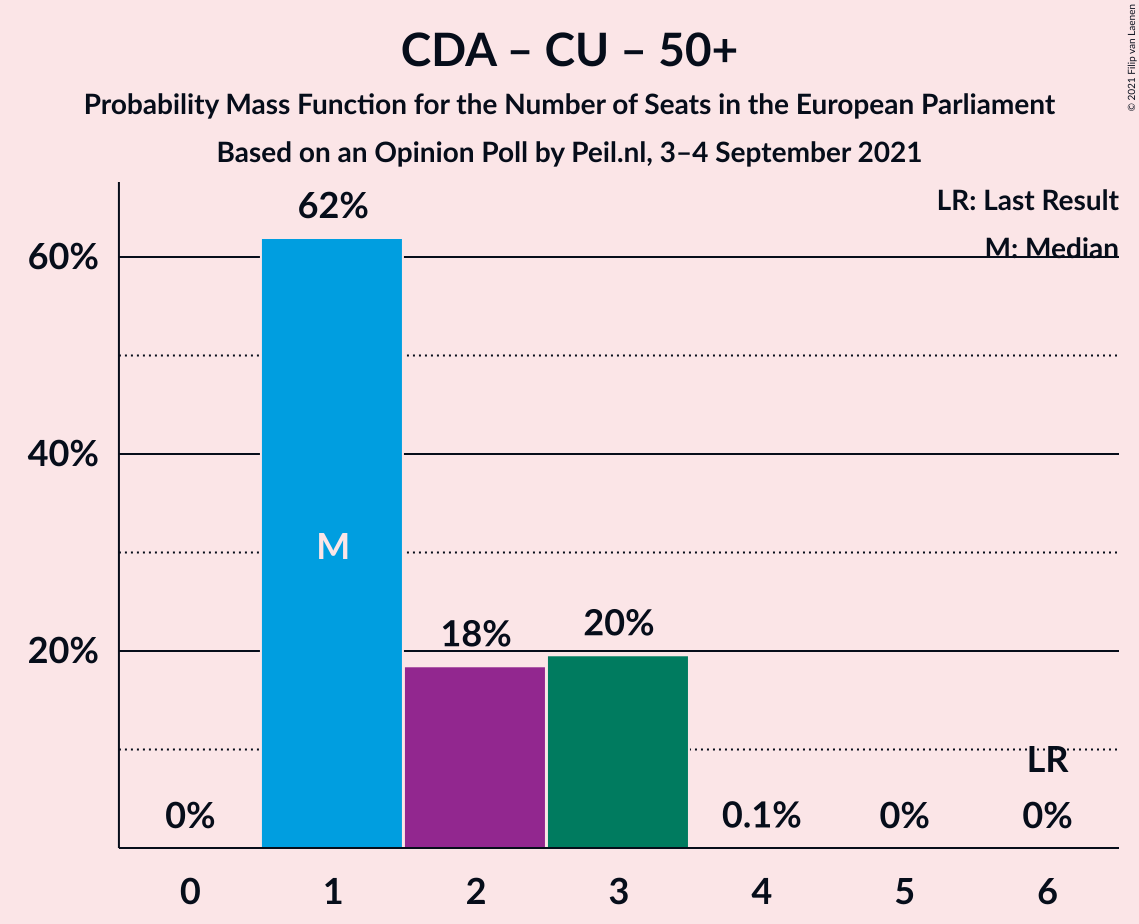 CDA – CU – 50+
Probability Mass Function for the Number of Seats in the European Parliament
Based on an Opinion Poll by Peil.nl, 3–4 September 2021
© 2021 Filip van Laenen
LR: Last Result
M: Median
62%
60%
40%
M
20%
18%
20%
LR
0%
0.1%
0%
0%
0 1 2 3 4 5 6